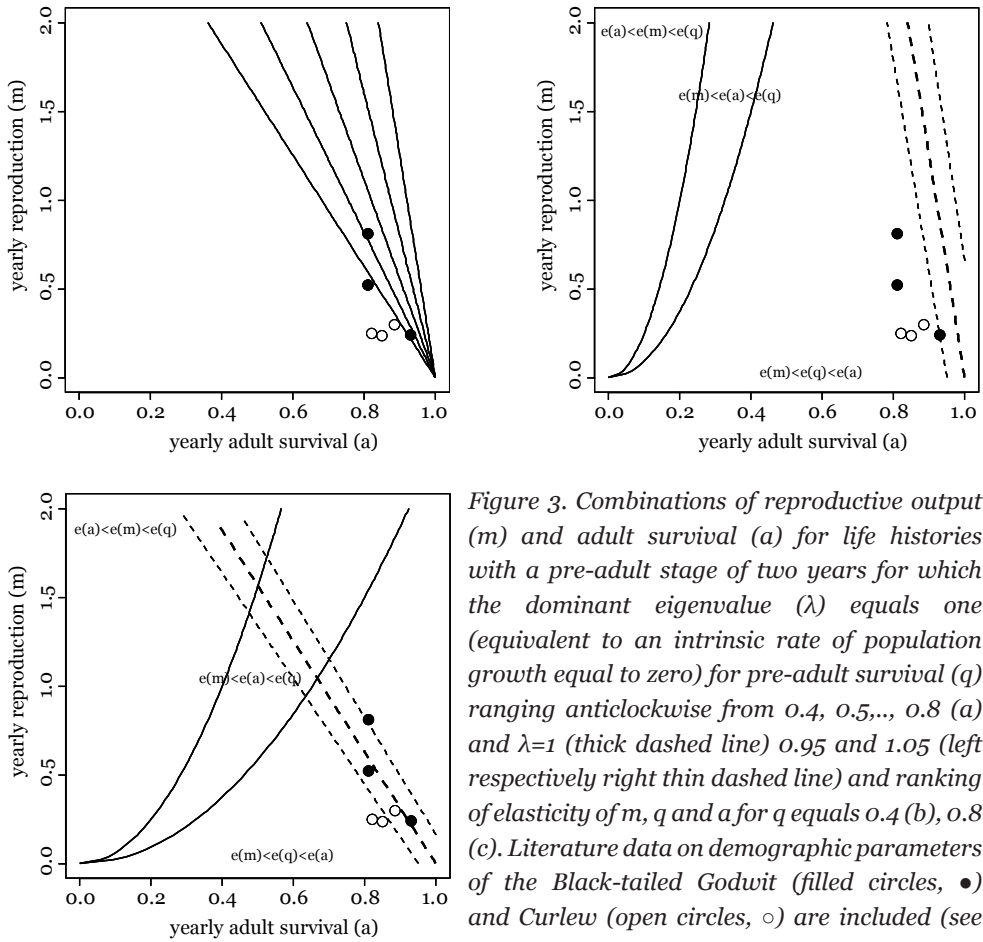 yearly reproduction (m)
2.0
1.5
1.0
0.5
0.0
0.0 0.2 0.4 0.6 0.8 1.0
yearly adult survival (a)
yearly reproduction (m)
2.0
1.5
1.0
0.5
0.0
e(a)<e(m)<e(q)
e(m)<e(a)<e(q)
e(m)<e(q)<e(a)
0.0 0.2 0.4 0.6 0.8 1.0
yearly adult survival (a)
yearly reproduction (m)
2.0
1.5
1.0
0.5
0.0
e(a)<e(m)<e(q)
e(m)<e(a)<e(q)
e(m)<e(q)<e(a)
0.0 0.2 0.4 0.6 0.8 1.0
yearly adult survival (a)
Figure 3. Combinations of reproductive output
(m) and adult survival (a) for life histories
with a pre-adult stage of two years for which
the dominant eigenvalue (λ) equals one
(equivalent to an intrinsic rate of population
growth equal to zero) for pre-adult survival (q)
ranging anticlockwise from 0.4, 0.5,.., 0.8 (a)
and λ=1 (thick dashed line) 0.95 and 1.05 (left
respectively right thin dashed line) and ranking
of elasticity of m, q and a for q equals 0.4 (b), 0.8
(c). Literature data on demographic parameters
of the Black-tailed Godwit (filled circles, ●)
and Curlew (open circles, ○) are included (see